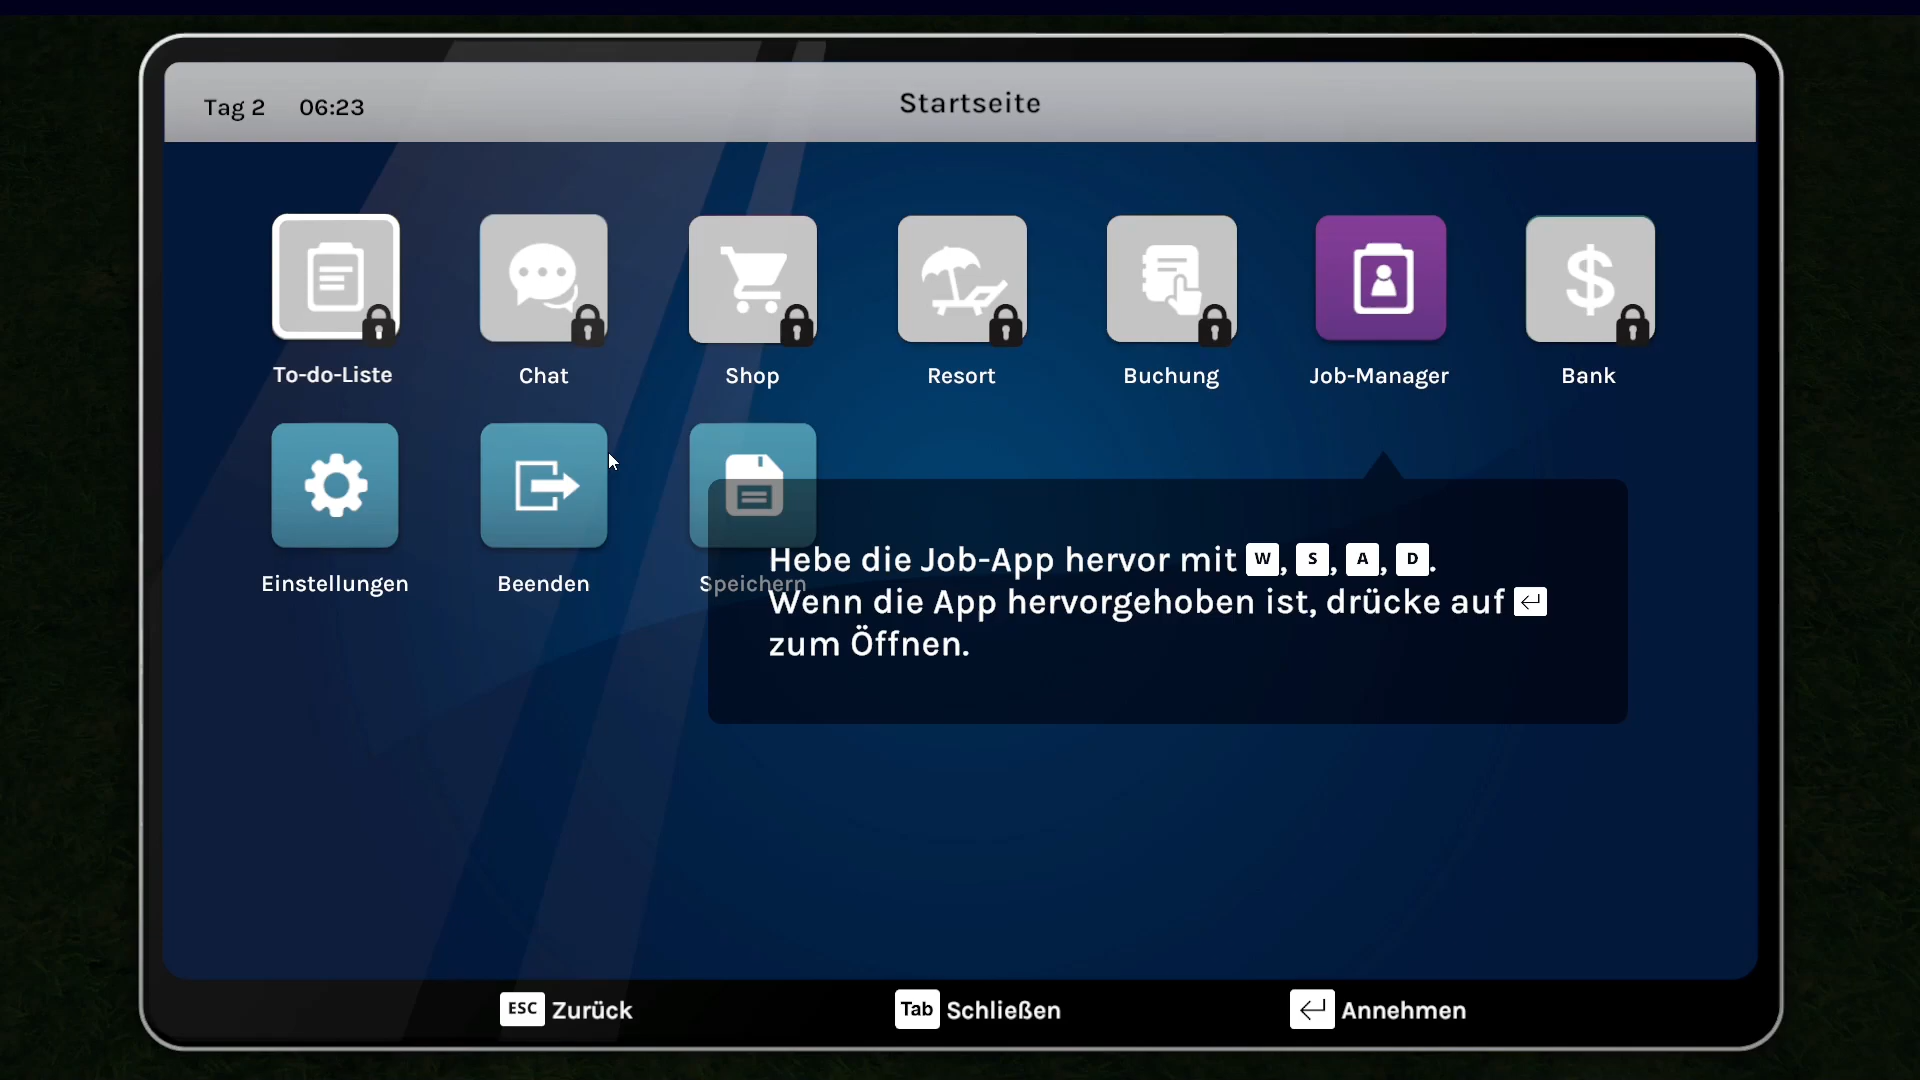 Tag 2 06:23 Startseite
To-do-Liste Chat Shop Resort Buchung Job-Manager Bank
Einstellungen Beenden Speichern
Hebe die Job-App hervor mit W, S, A, D.
Wenn die App hervorgehoben ist, drücke auf
zum Öffnen.
ESC Zurück Tab Schließen Annehmen